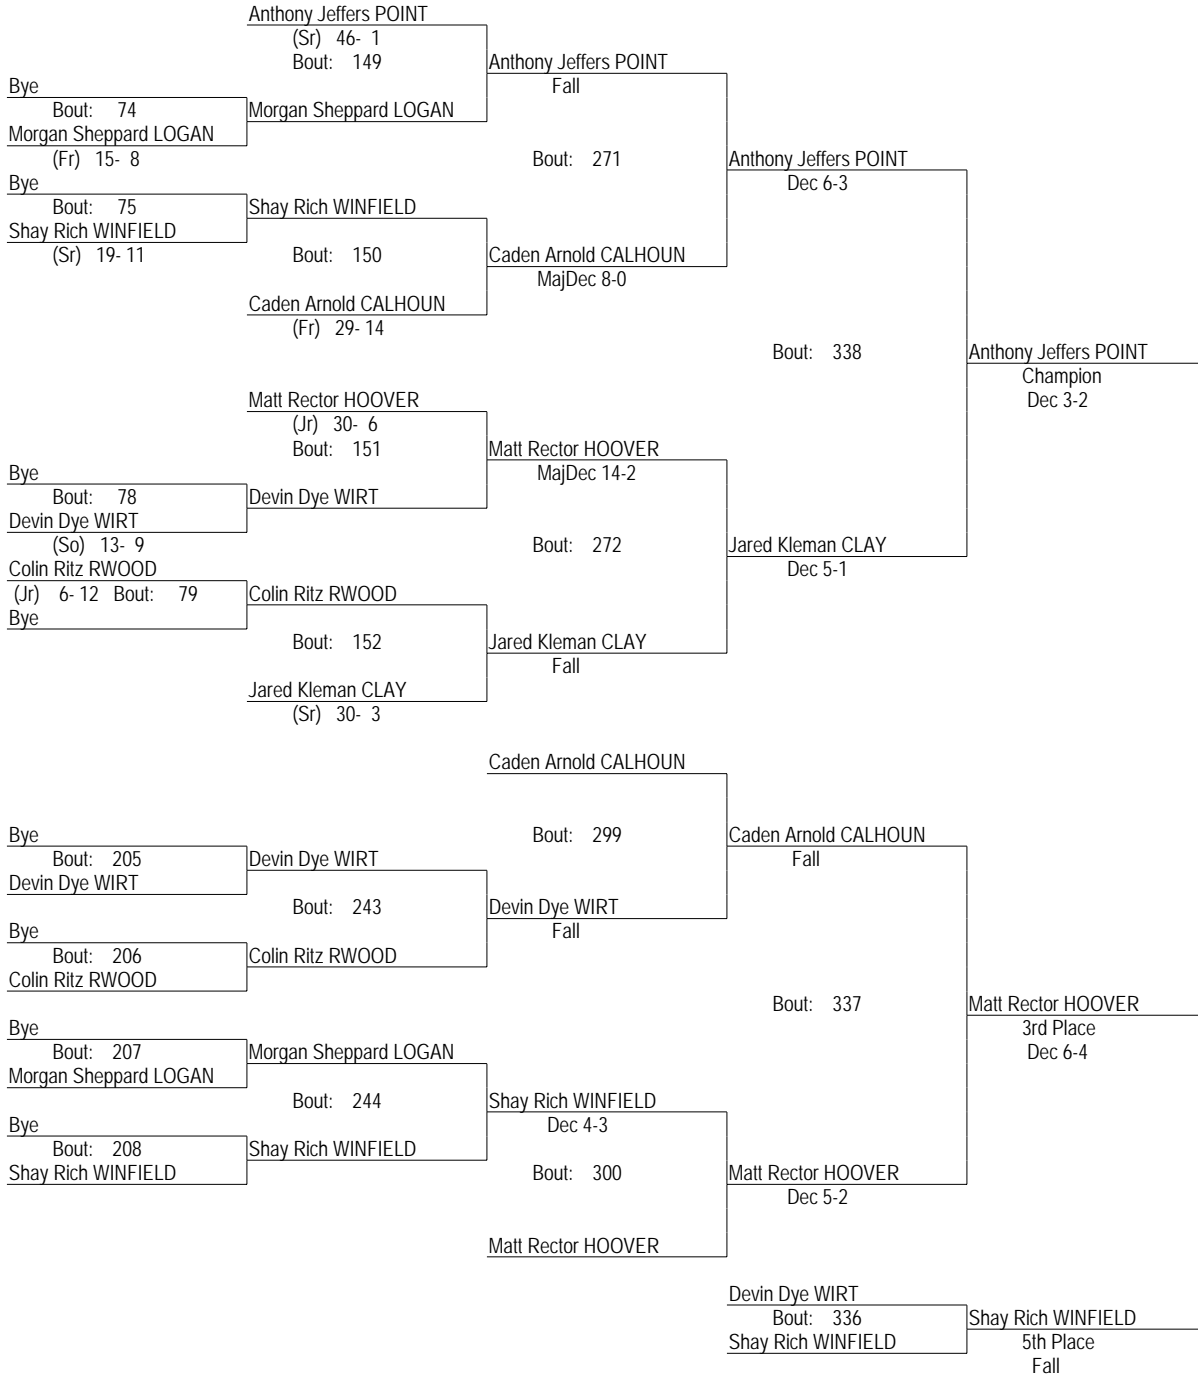 Anthony Jeffers POINT
(Sr) 46- 1
Bout: 149
Anthony Jeffers POINT
Fall
Bye
Bout: 74
Morgan Sheppard LOGAN
Morgan Sheppard LOGAN
(Fr) 15- 8
Bout: 271
Anthony Jeffers POINT
Dec 6-3
Bye
Bout: 75
Shay Rich WINFIELD
Shay Rich WINFIELD
(Sr) 19- 11
Bout: 150
Caden Arnold CALHOUN
MajDec 8-0
Caden Arnold CALHOUN
(Fr) 29- 14
Bout: 338
Anthony Jeffers POINT
Champion
Dec 3-2
Matt Rector HOOVER
(Jr) 30- 6
Bout: 151
Matt Rector HOOVER
MajDec 14-2
Bye
Bout: 78
Devin Dye WIRT
Devin Dye WIRT
(So) 13- 9
Bout: 272
Jared Kleman CLAY
Dec 5-1
Colin Ritz RWOOD
(Jr) 6- 12 Bout: 79
Colin Ritz RWOOD
Bye
Bout: 152
Jared Kleman CLAY
Fall
Jared Kleman CLAY
(Sr) 30- 3
Caden Arnold CALHOUN
Bout: 299
Caden Arnold CALHOUN
Fall
Bye
Bout: 205
Devin Dye WIRT
Devin Dye WIRT
Bout: 243
Devin Dye WIRT
Fall
Bye
Bout: 206
Colin Ritz RWOOD
Colin Ritz RWOOD
Bout: 337
Matt Rector HOOVER
3rd Place
Dec 6-4
Bye
Bout: 207
Morgan Sheppard LOGAN
Morgan Sheppard LOGAN
Bout: 244
Shay Rich WINFIELD
Dec 4-3
Bye
Bout: 208
Shay Rich WINFIELD
Shay Rich WINFIELD
Bout: 300
Matt Rector HOOVER
Dec 5-2
Matt Rector HOOVER
Devin Dye WIRT
Bout: 336
Shay Rich WINFIELD
Shay Rich WINFIELD
5th Place
Fall